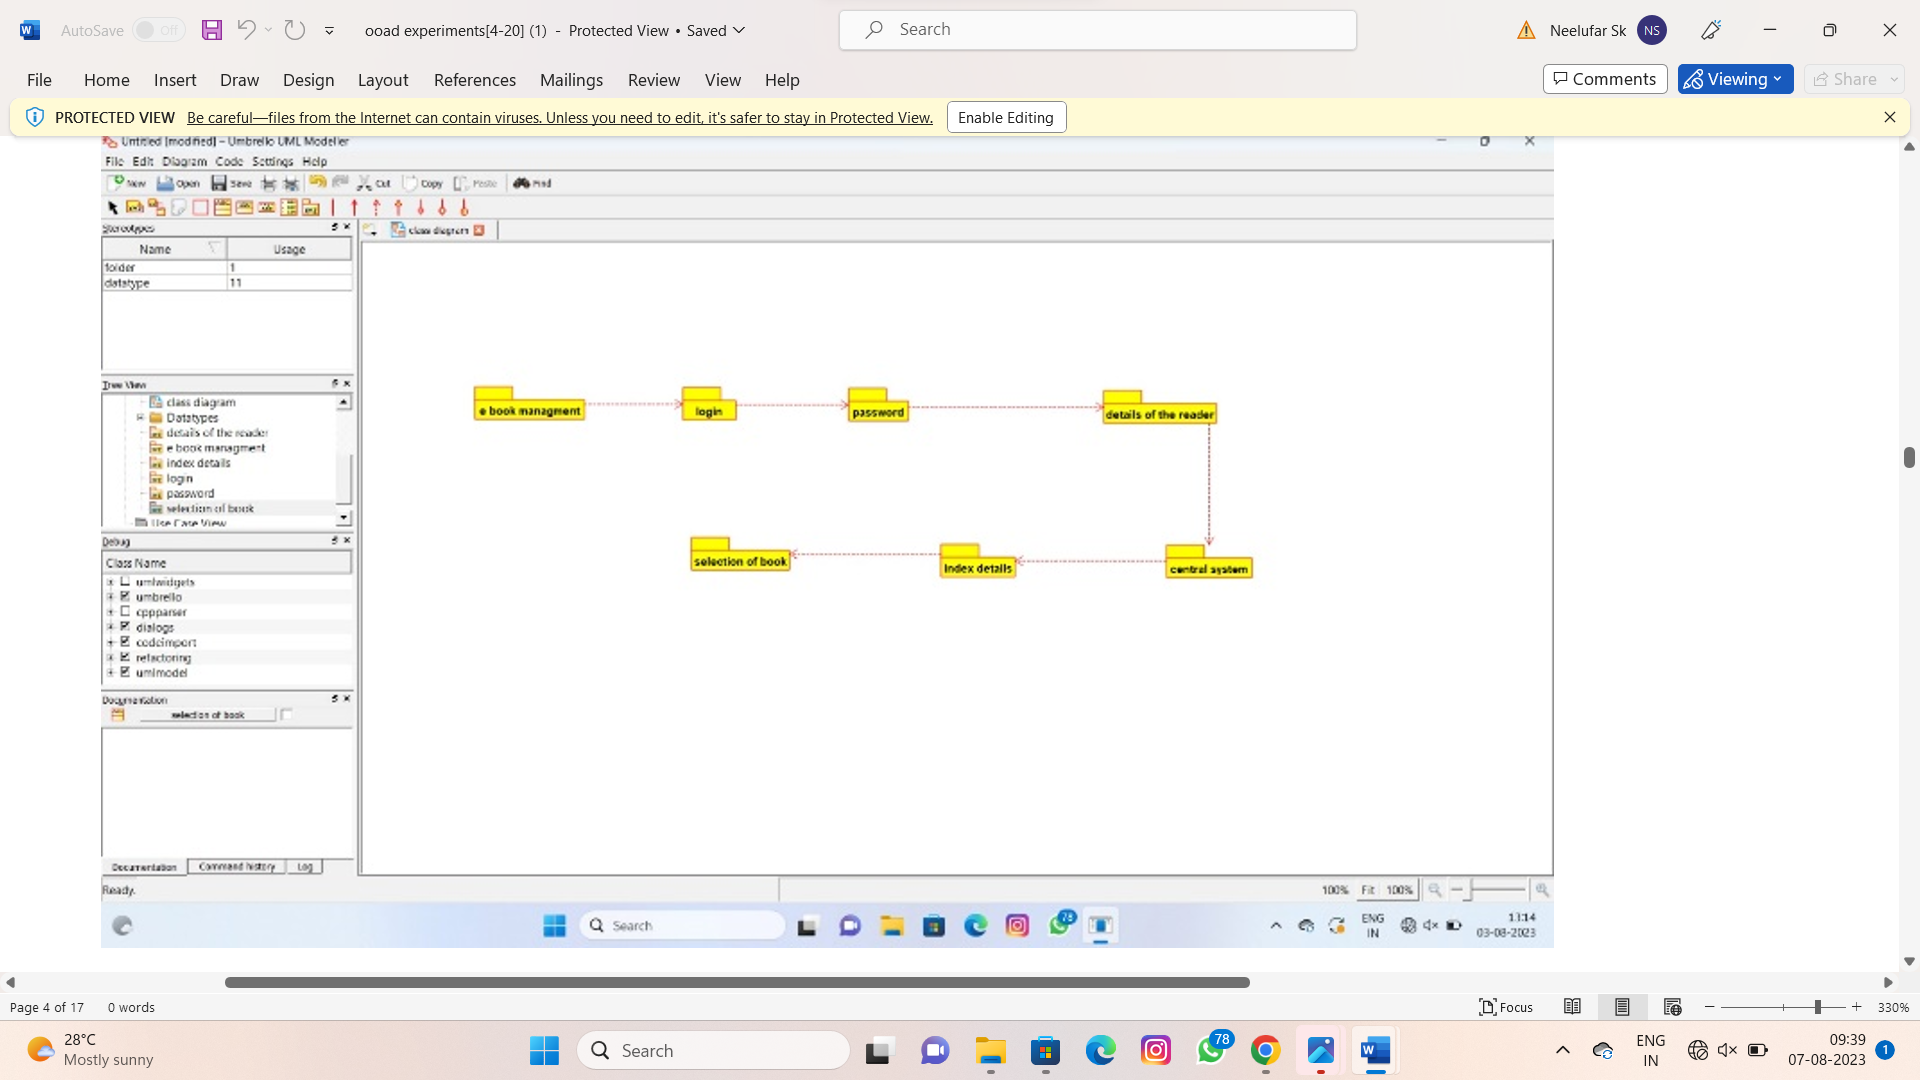 AutoSave Off ooad experiments[4-20] (1) - Protected View • Saved Search Neelufar Sk NS
File Home Insert Draw Design Layout References Mailings Review View Help Comments Viewing Share
PROTECTED VIEW Be careful—files from the Internet can contain viruses. Unless you need to edit, it's safer to stay in Protected View. Enable Editing
Untitled [modified] – Umbrello UML Modeller
File Edit Diagram Code Settings Help
New Open Save Cut Copy Paste Find
Stereotypes
class diagram
Name Usage
folder 1
datatype 11
Tree View
class diagram
Datatypes
details of the reader
e book managment
index details
login
password
selection of book
Use Case View
e book managment login password details of the reader
selection of book index details central system
Debug
Class Name
umlwidgets
umbrello
cppparser
dialogs
codeimport
refactoring
umlmodel
Documentation
selection of book
Documentation Command history Log
Ready. 100% Fit 100%
Search 78 ENG IN 13:14 03-08-2023
Page 4 of 17 0 words Focus 330%
28°C
Mostly sunny
Search 78 ENG IN 09:39 07-08-2023 1